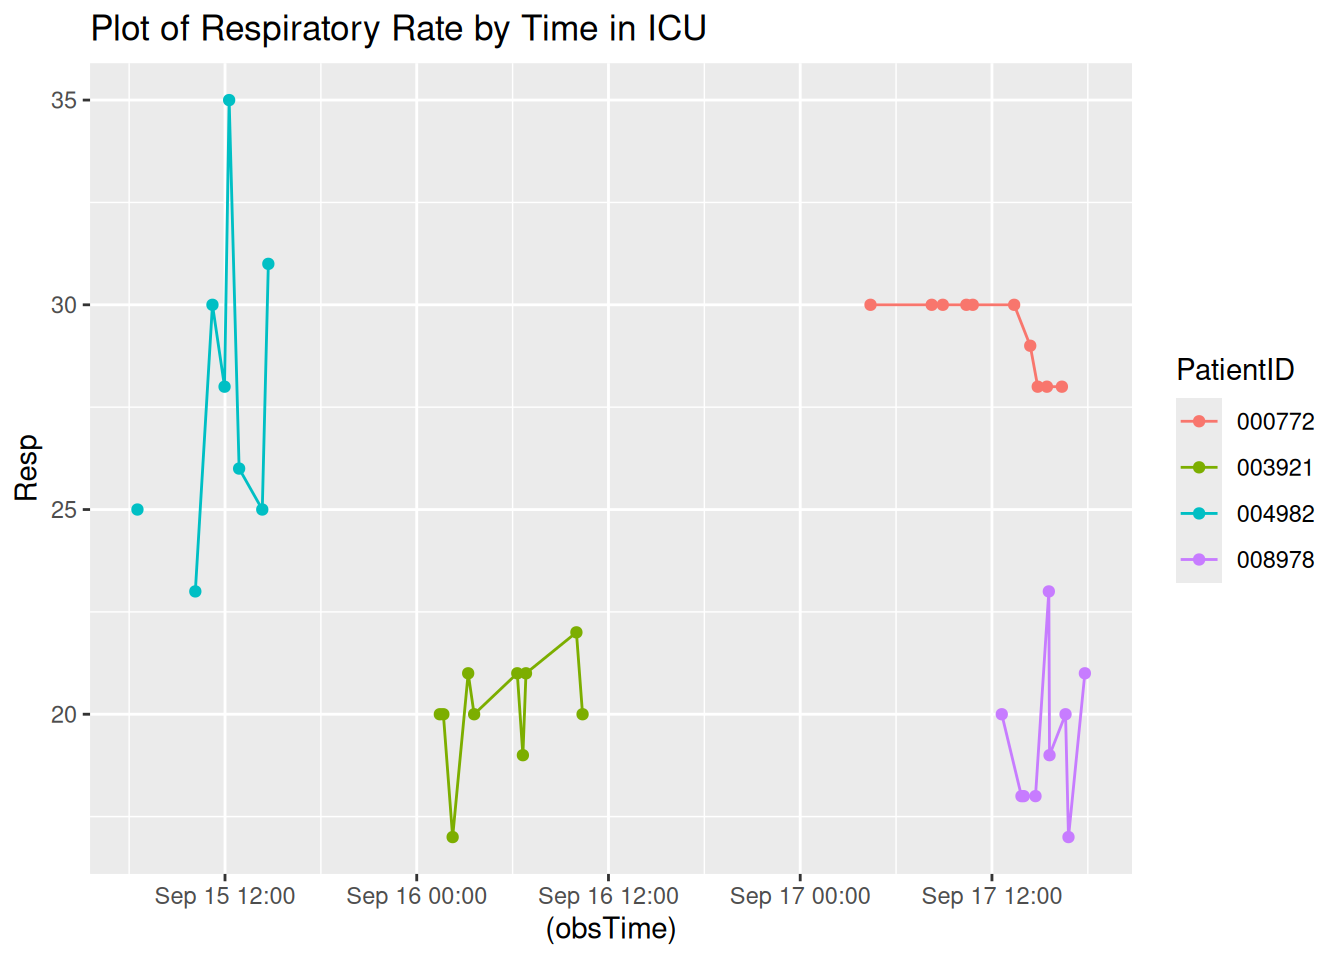 Plot of Respiratory Rate by Time in ICU
35
30
25
20
Resp
Sep 15 12:00 Sep 16 00:00 Sep 16 12:00 Sep 17 00:00 Sep 17 12:00
(obsTime)
PatientID
000772
003921
004982
008978